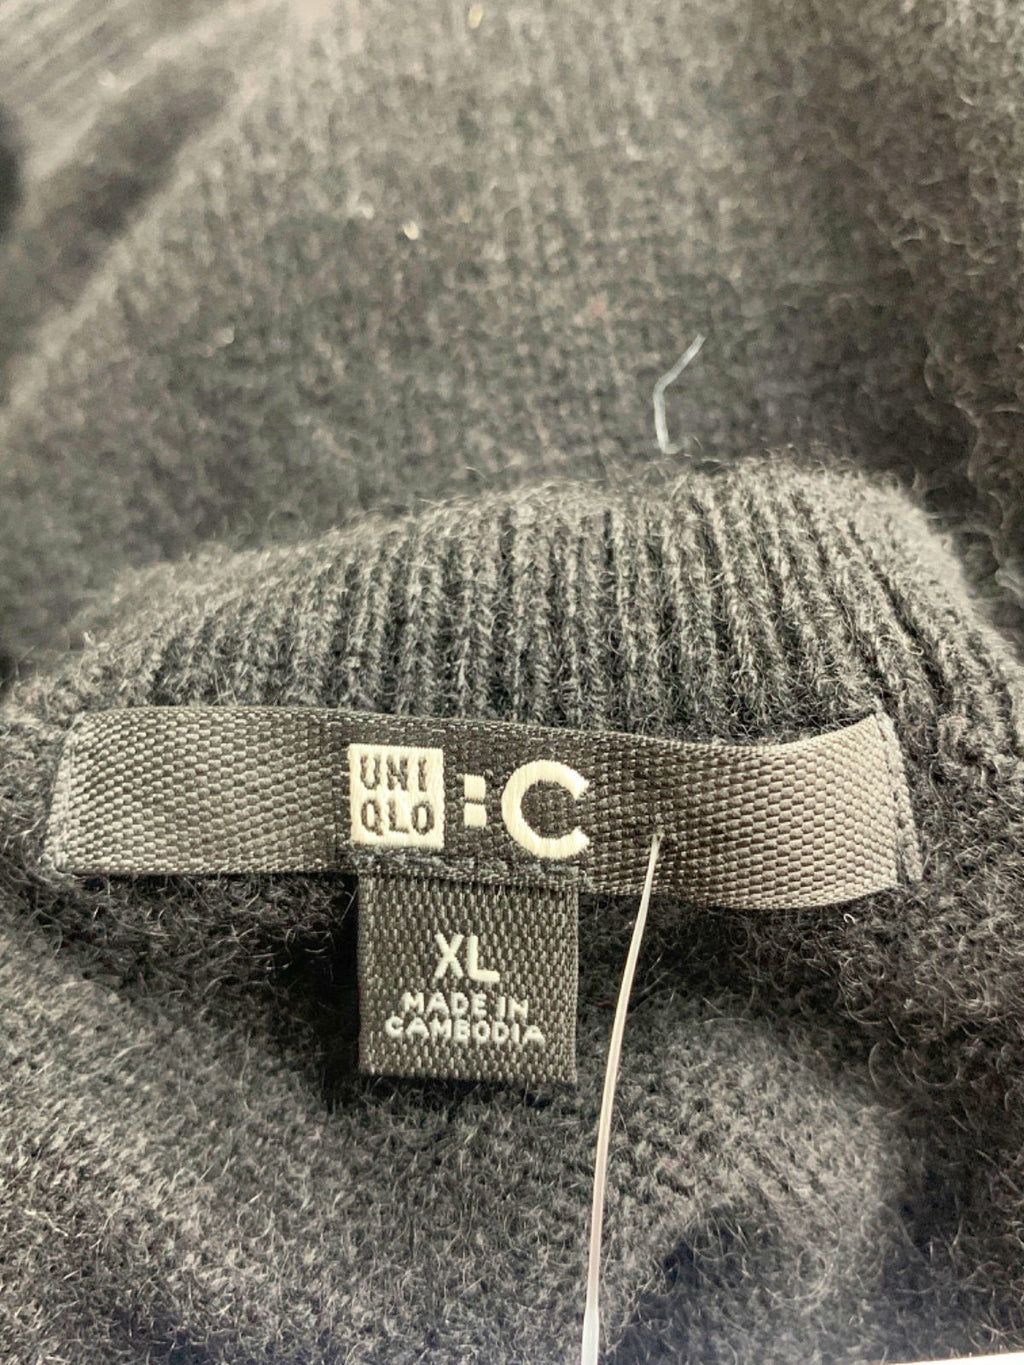 UNI
QLO : C
XL
MADE IN
CAMBODIA